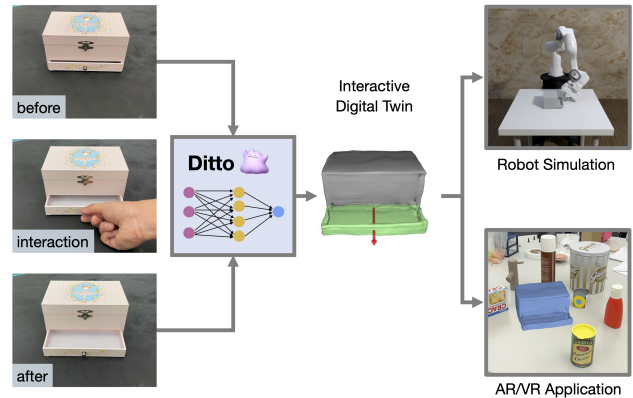 before
interaction
after
Ditto
Interactive
Digital Twin
Robot Simulation
AR/VR Application